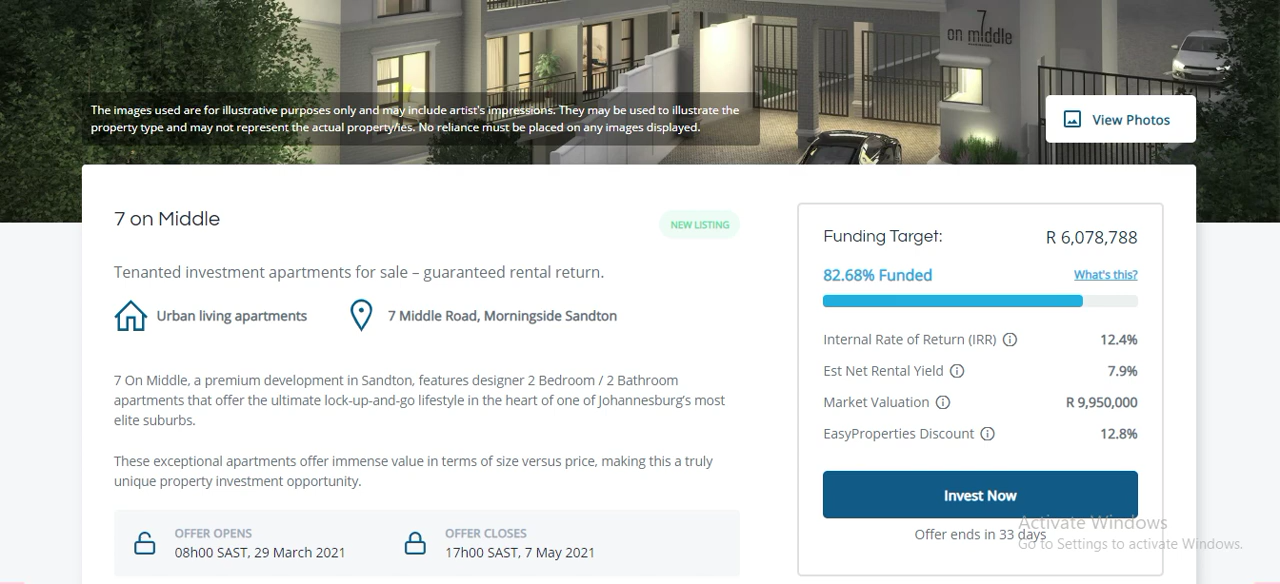 7
on middle
The images used are for illustrative purposes only and may include artist's impressions. They may be used to illustrate the
property type and may not represent the actual property/ies. No reliance must be placed on any images displayed.
View Photos
7 on Middle
NEW LISTING
Tenanted investment apartments for sale – guaranteed rental return.
Urban living apartments
7 Middle Road, Morningside Sandton
7 On Middle, a premium development in Sandton, features designer 2 Bedroom / 2 Bathroom
apartments that offer the ultimate lock-up-and-go lifestyle in the heart of one of Johannesburg's most
elite suburbs.
These exceptional apartments offer immense value in terms of size versus price, making this a truly
unique property investment opportunity.
OFFER OPENS
08h00 SAST, 29 March 2021
OFFER CLOSES
17h00 SAST, 7 May 2021
Funding Target: R 6,078,788
82.68% Funded What's this?
Internal Rate of Return (IRR) 12.4%
Est Net Rental Yield 7.9%
Market Valuation R 9,950,000
EasyProperties Discount 12.8%
Invest Now
Offer ends in 33 days
Activate Windows
Go to Settings to activate Windows.